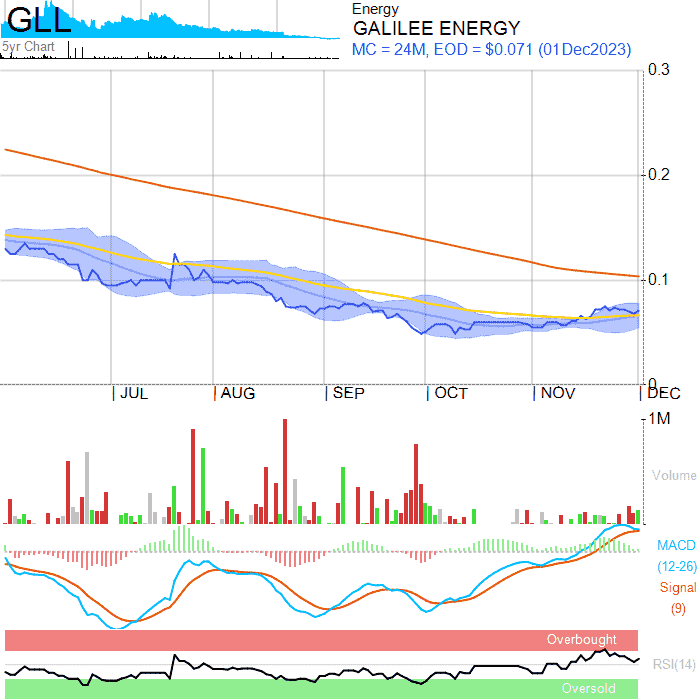 GLL
5yr Chart
Energy
GALILEE ENERGY
MC = 24M, EOD = $0.071 (01Dec2023)
0.3
0.2
0.1
0
JUL AUG SEP OCT NOV DEC
1M
Volume
MACD
(12-26)
Signal
(9)
Overbought
RSI(14)
Oversold